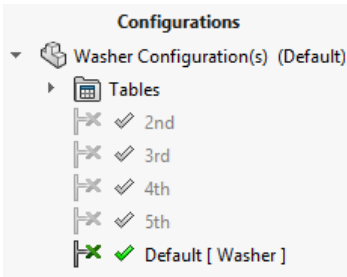 Configurations
Washer Configuration(s) (Default)
Tables
2nd
3rd
4th
5th
Default [ Washer ]